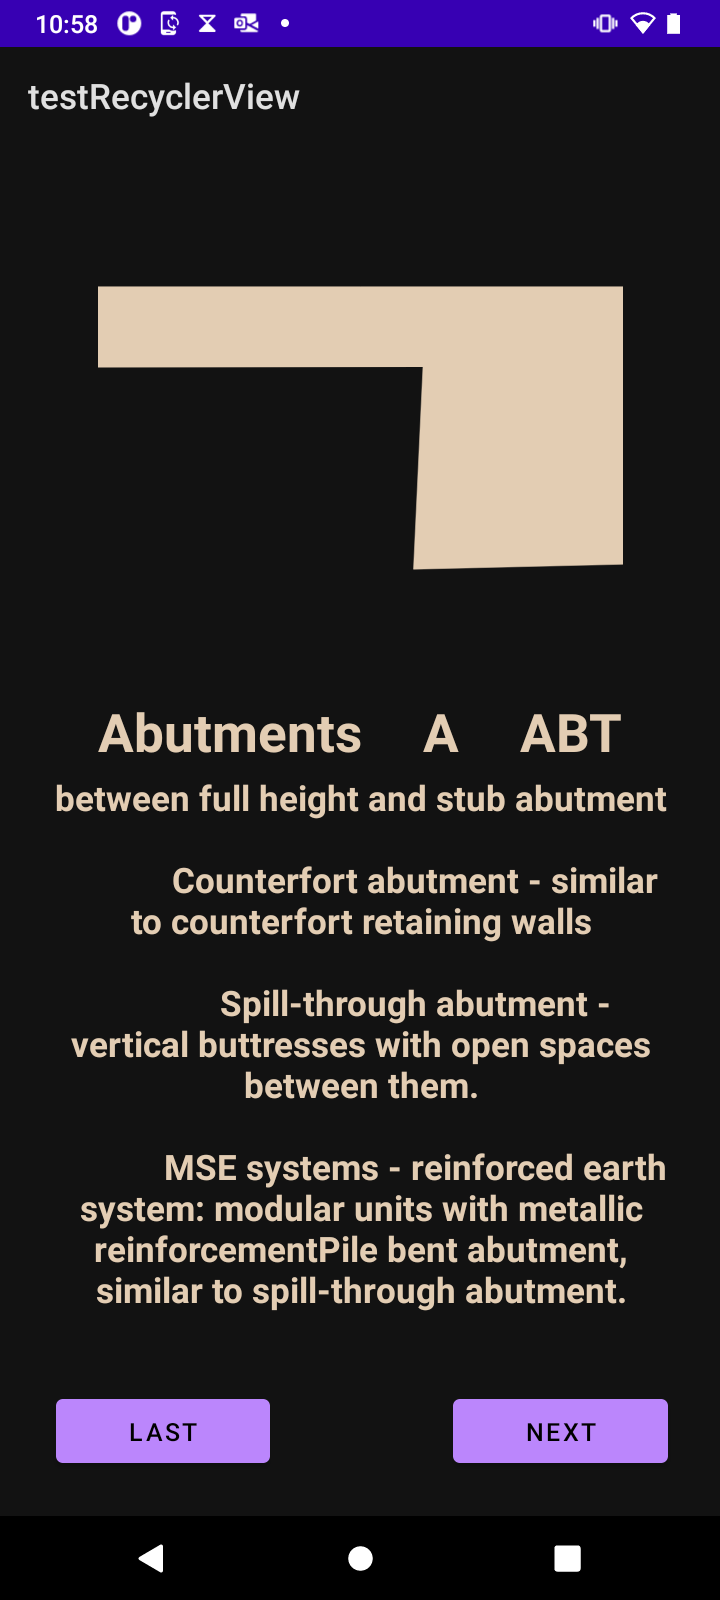 10:58
testRecyclerView
Abutments A ABT
between full height and stub abutment
Counterfort abutment - similar
to counterfort retaining walls
Spill-through abutment -
vertical buttresses with open spaces
between them.
MSE systems - reinforced earth
system: modular units with metallic
reinforcementPile bent abutment,
similar to spill-through abutment.
LAST NEXT